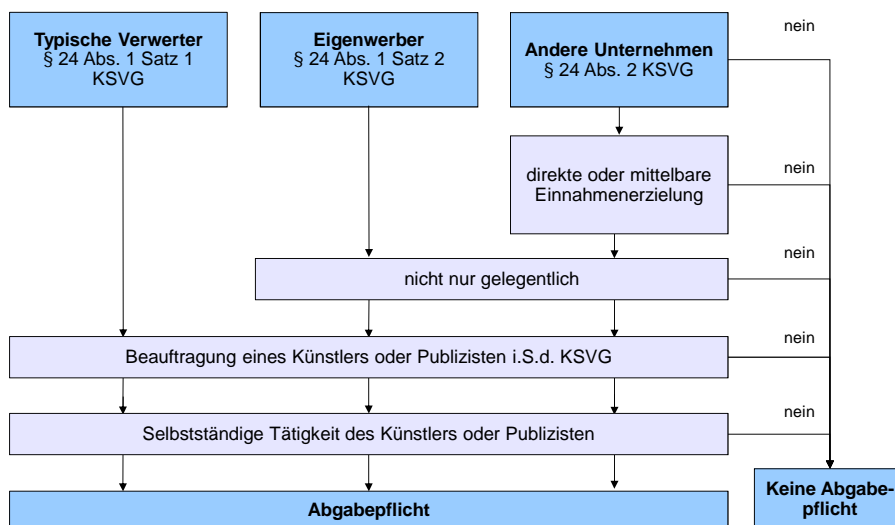 Typische Verwerter
§ 24 Abs. 1 Satz 1
KSVG
Eigenwerber
§ 24 Abs. 1 Satz 2
KSVG
Andere Unternehmen
§ 24 Abs. 2 KSVG
nein
direkte oder mittelbare
Einnahmenerzielung
nein
nicht nur gelegentlich
nein
Beauftragung eines Künstlers oder Publizisten i.S.d. KSVG
nein
Selbstständige Tätigkeit des Künstlers oder Publizisten
nein
Abgabepflicht
Keine Abgabe-
pflicht